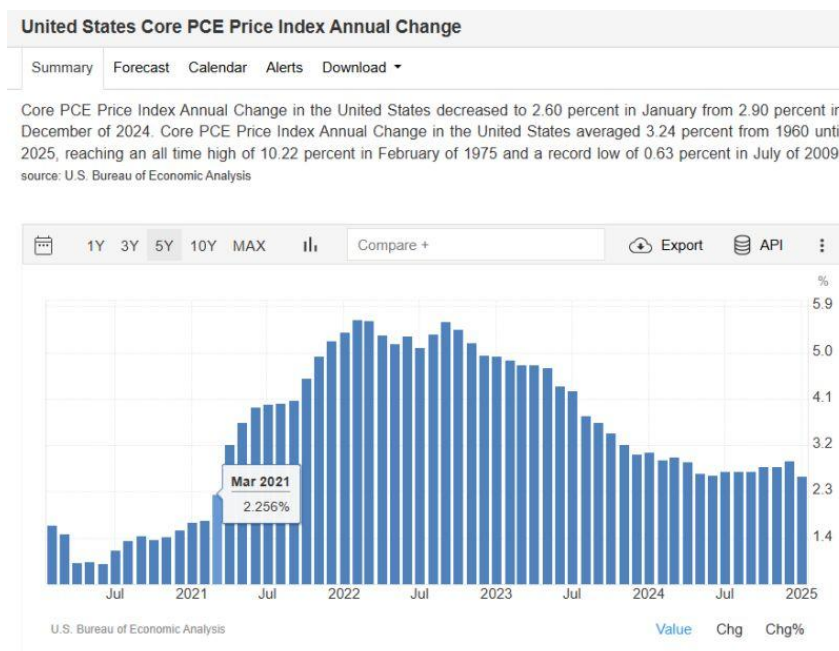 United States Core PCE Price Index Annual Change
Summary Forecast Calendar Alerts Download
Core PCE Price Index Annual Change in the United States decreased to 2.60 percent in January from 2.90 percent in
December of 2024. Core PCE Price Index Annual Change in the United States averaged 3.24 percent from 1960 unti
2025, reaching an all time high of 10.22 percent in February of 1975 and a record low of 0.63 percent in July of 2009
source: U.S. Bureau of Economic Analysis
1Y 3Y 5Y 10Y MAX Compare + Export API
%
5.9
5.0
4.1
3.2
2.3
1.4
Mar 2021
2.256%
Jul 2021 Jul 2022 Jul 2023 Jul 2024 Jul 2025
U.S. Bureau of Economic Analysis Value Chg Chg%